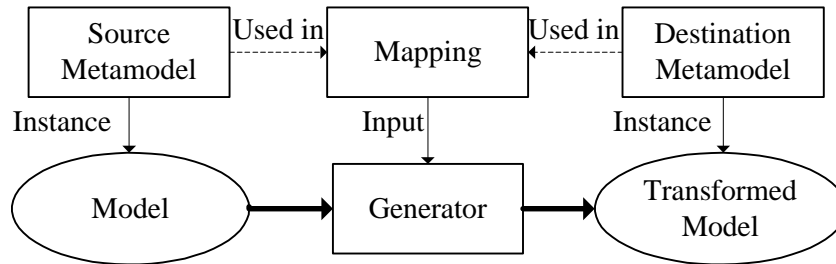 Source
Metamodel
Used in
Mapping
Used in
Destination
Metamodel
Instance
Input
Instance
Model
Generator
Transformed
Model